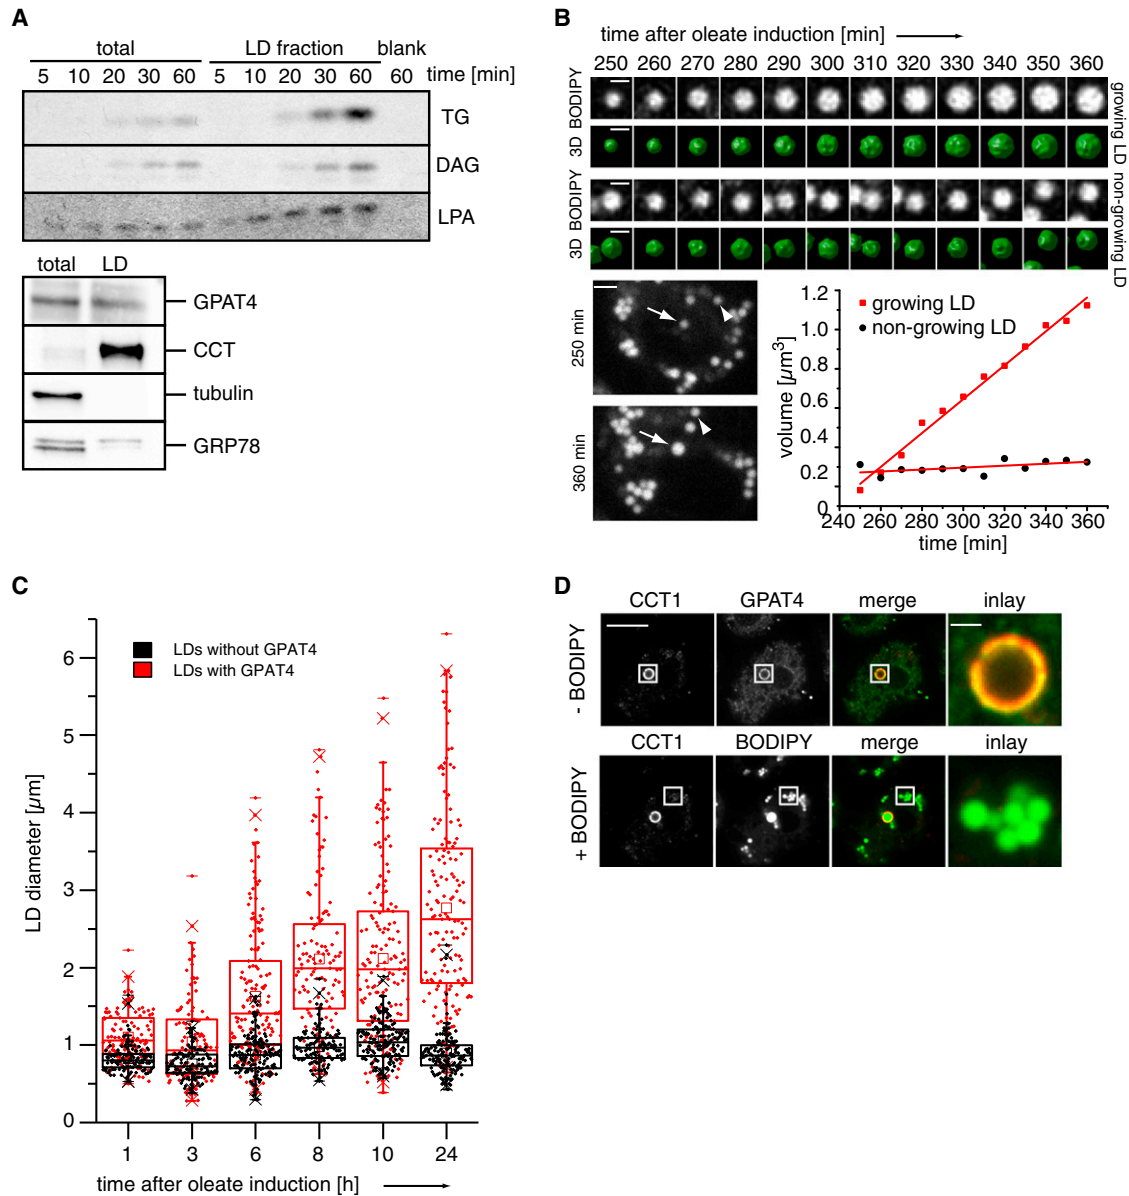 A
total LD fraction blank
5 10 20 30 60 5 10 20 30 60 60 time [min]
TG
DAG
LPA
total LD
GPAT4
CCT
tubulin
GRP78
B
time after oleate induction [min]
250 260 270 280 290 300 310 320 330 340 350 360
BODIPY
3D
growing LD
BODIPY
3D
non-growing LD
250 min
360 min
1.2
1.0
0.8
0.6
0.4
0.2
0
volume [µm³]
growing LD
non-growing LD
240 260 280 300 320 340 360
time [min]
C
LDs without GPAT4
LDs with GPAT4
6
5
4
3
2
1
0
LD diameter [µm]
1 3 6 8 10 24
time after oleate induction [h]
D
CCT1 GPAT4 merge inlay
- BODIPY
CCT1 BODIPY merge inlay
+ BODIPY